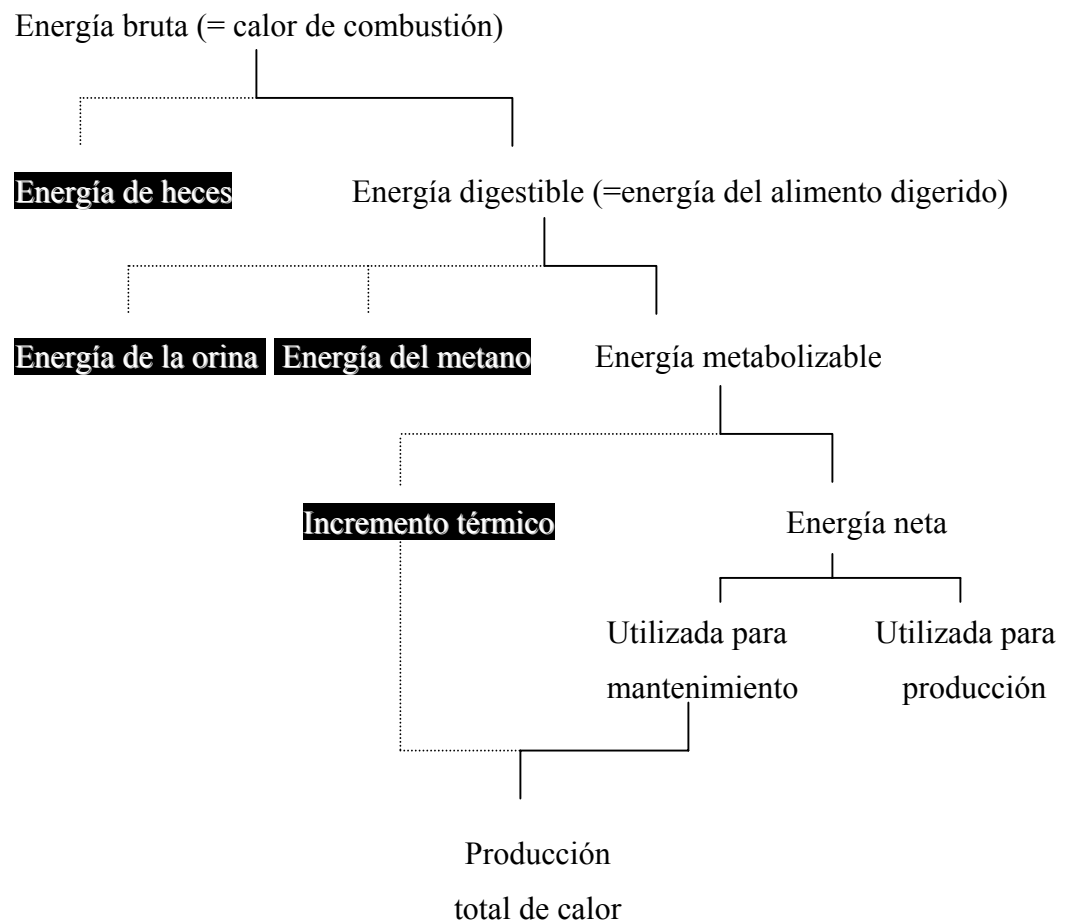 Energía bruta (= calor de combustión)
Energía de heces
Energía digestible (=energía del alimento digerido)
Energía de la orina
Energía del metano
Energía metabolizable
Incremento térmico
Energía neta
Utilizada para
mantenimiento
Utilizada para
producción
Producción
total de calor